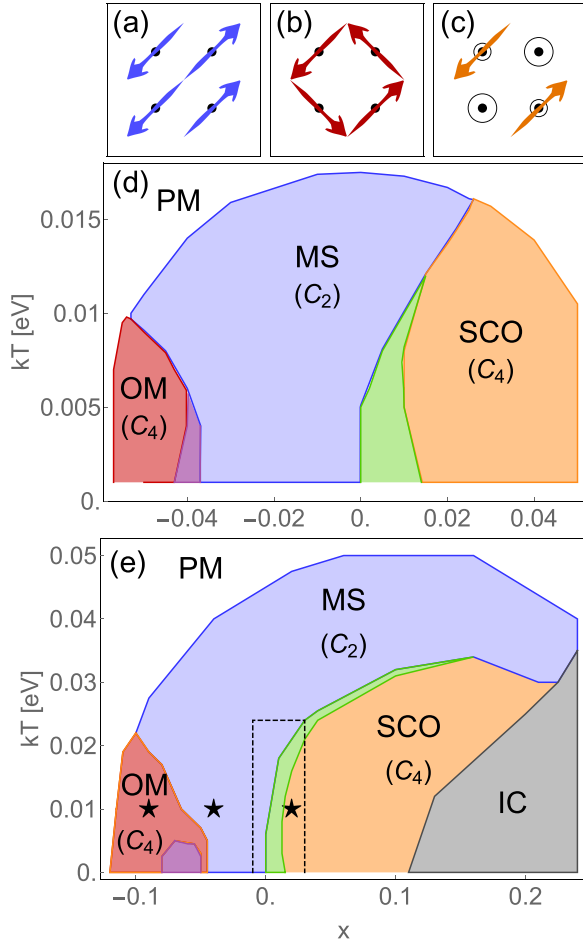 (a) (b) (c)
(d) PM
0.015
MS
(C₂)
SCO
(C₄)
kT [eV]
0.010
OM
(C₄)
0.005
0.
−0.04 −0.02 0. 0.02 0.04
(e) PM
0.05
MS
(C₂)
0.04
0.03
kT [eV]
SCO
(C₄)
0.02
OM
(C₄)
0.01
IC
0.
−0.1 0. 0.1 0.2
x